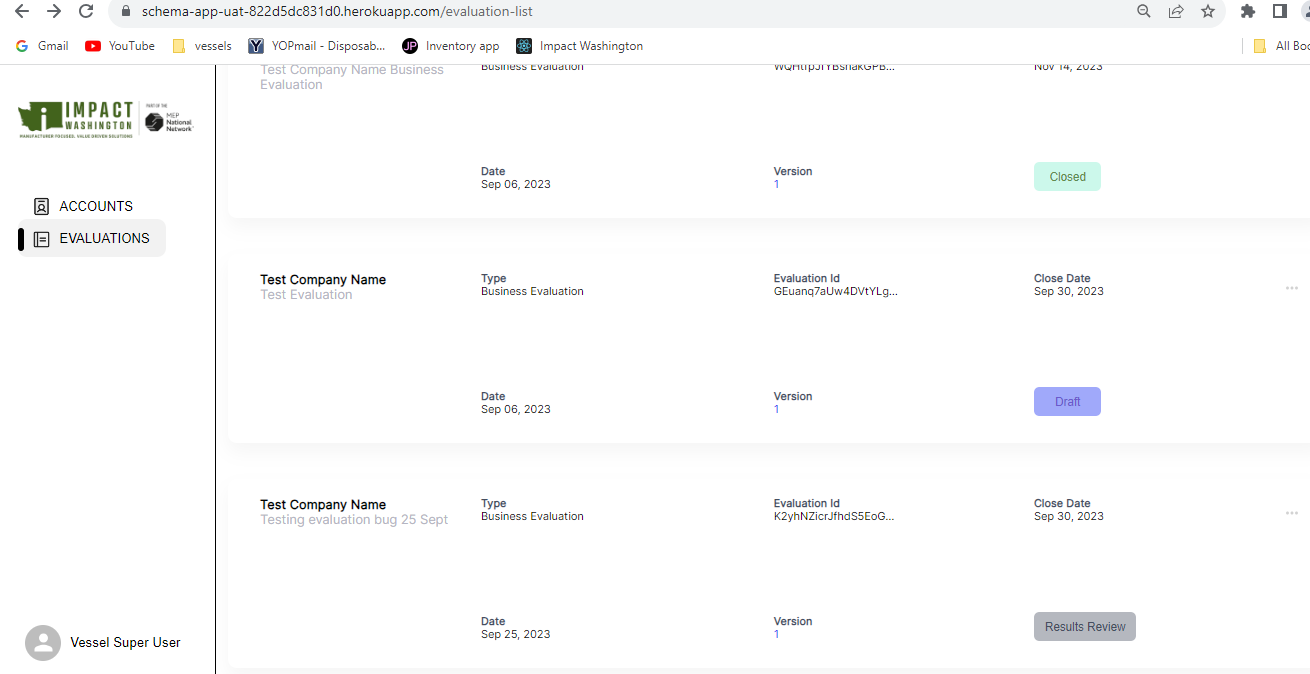 schema-app-uat-822d5dc831d0.herokuapp.com/evaluation-list
Gmail YouTube vessels YOPmail - Disposab... Inventory app Impact Washington All Boo
IMPACT
WASHINGTON
MANUFACTURER FOCUSED. VALUE DRIVEN SOLUTIONS
PART OF THE
MEP
National
Network
ACCOUNTS
EVALUATIONS
Vessel Super User
Test Company Name Business
Evaluation
Business Evaluation
Nov 14, 2023
Date
Sep 06, 2023
Version
1
Closed
Test Company Name
Test Evaluation
Type
Business Evaluation
Evaluation Id
GEuanq7aUw4DVtYLg...
Close Date
Sep 30, 2023
Date
Sep 06, 2023
Version
1
Draft
Test Company Name
Testing evaluation bug 25 Sept
Type
Business Evaluation
Evaluation Id
K2yhNZicrJfhdS5EoG...
Close Date
Sep 30, 2023
Date
Sep 25, 2023
Version
1
Results Review